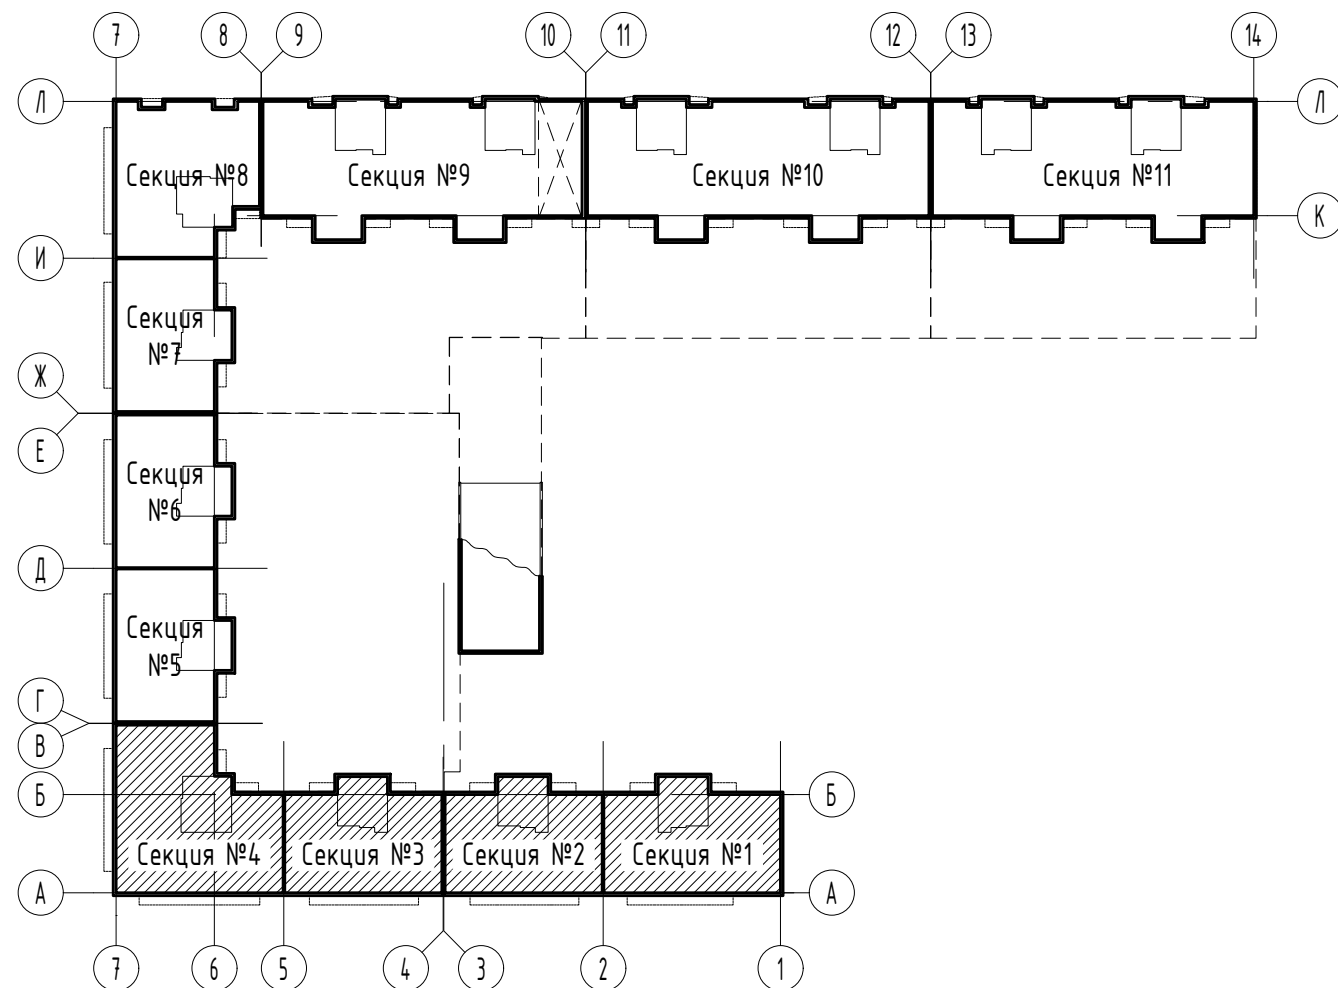 7
8
9
10
11
12
13
14
Л
Л
Секция №8
Секция №9
Секция №10
Секция №11
К
И
Секция
№7
Ж
Е
Секция
№6
Д
Секция
№5
Г
В
Б
Б
Секция №4
Секция №3
Секция №2
Секция №1
А
А
7
6
5
4
3
2
1